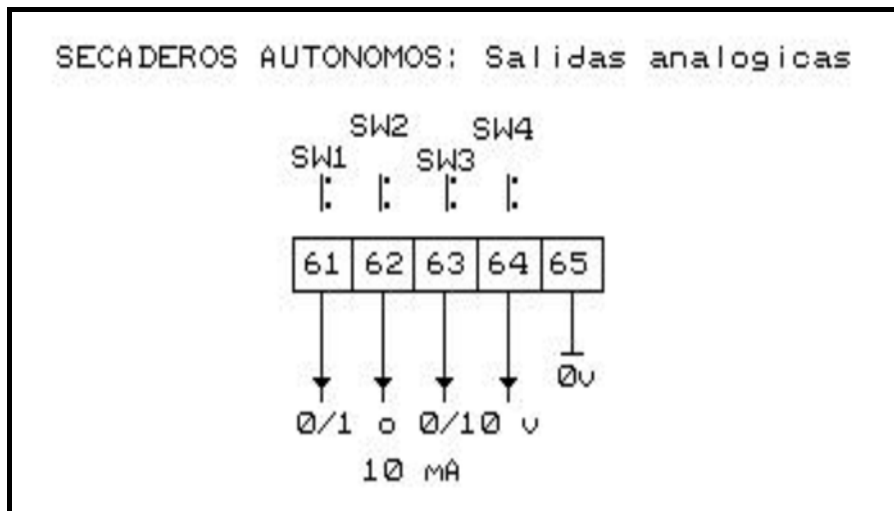 SECADEROS AUTONOMOS: Salidas analogicas
SW2 SW4
SW1 SW3
61 62 63 64 65
0v
0/1 o 0/10 v
10 mA